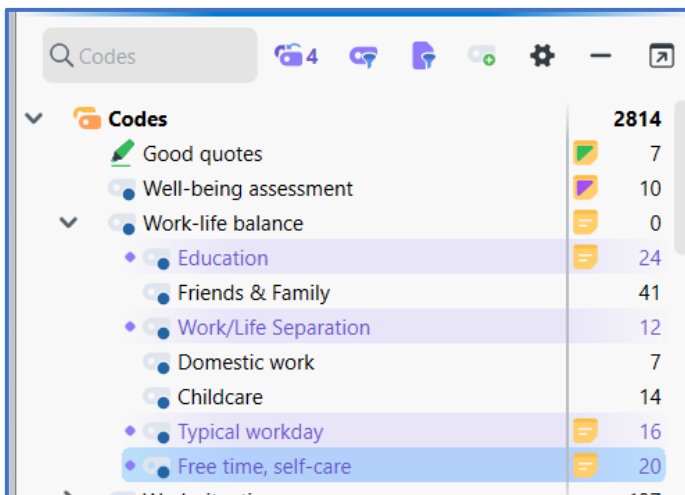 Codes 4
Codes 2814
Good quotes 7
Well-being assessment 10
Work-life balance 0
Education 24
Friends & Family 41
Work/Life Separation 12
Domestic work 7
Childcare 14
Typical workday 16
Free time, self-care 20